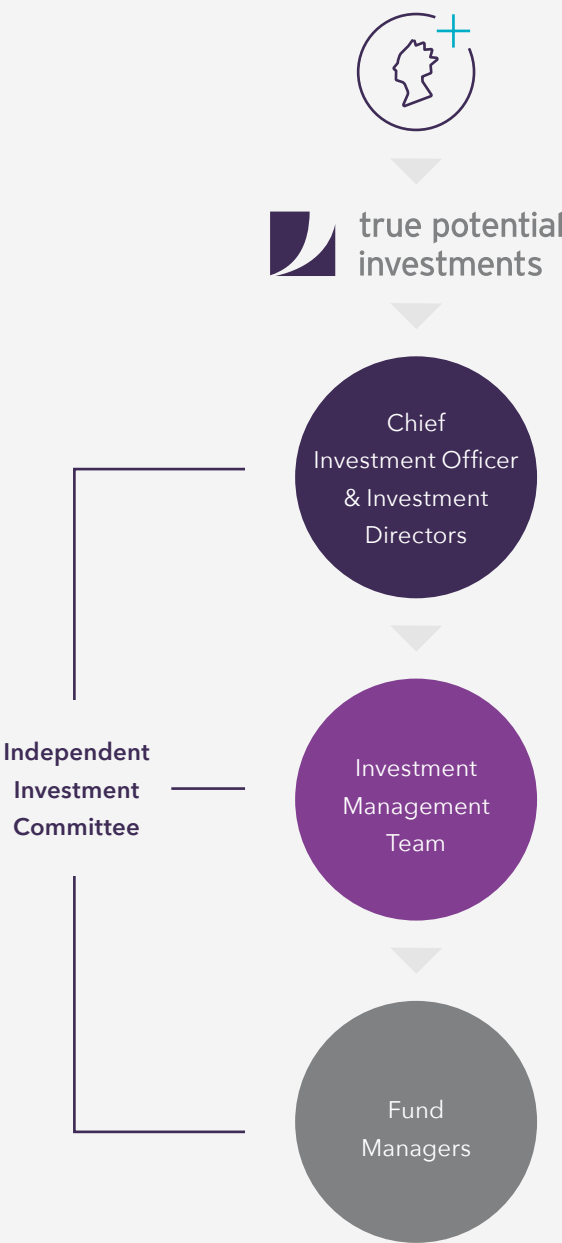 true potential
investments
Chief
Investment Officer
& Investment
Directors
Independent
Investment
Committee
Investment
Management
Team
Fund
Managers